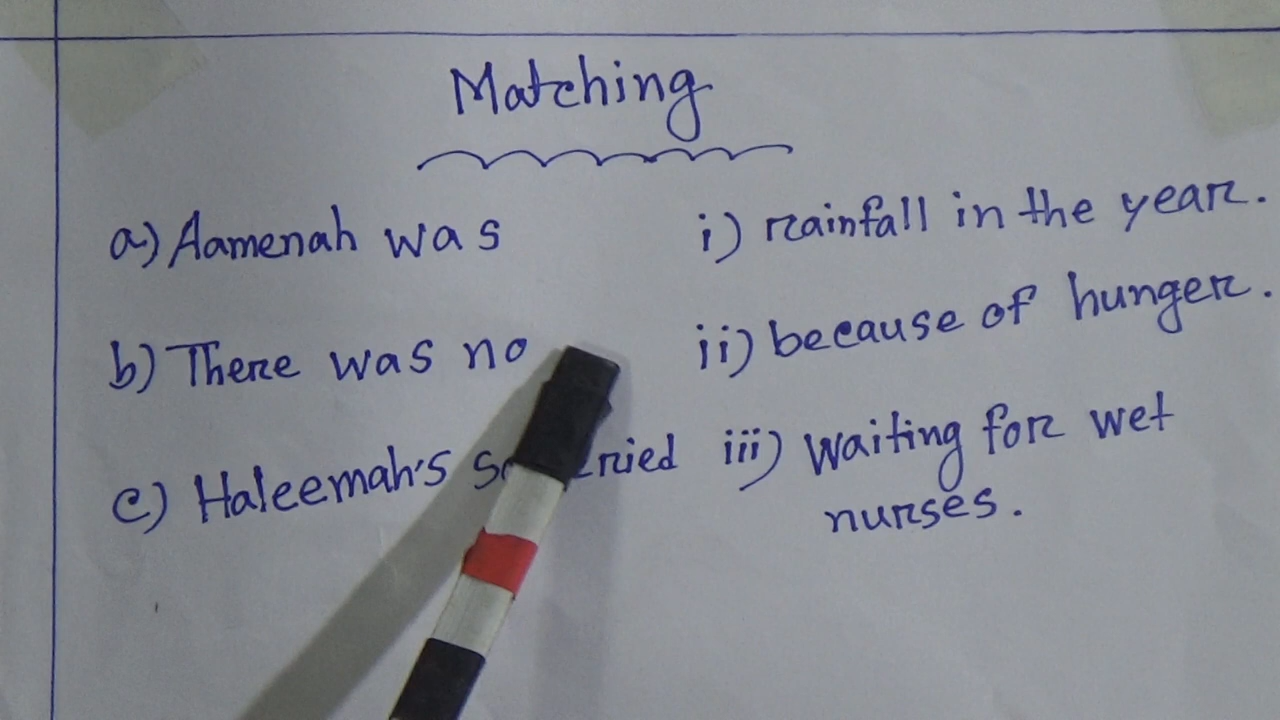 Matching
a) Aamenah was i) rainfall in the year.
b) There was no ii) because of hunger.
c) Haleemah's cried iii) waiting for wet
nurses.